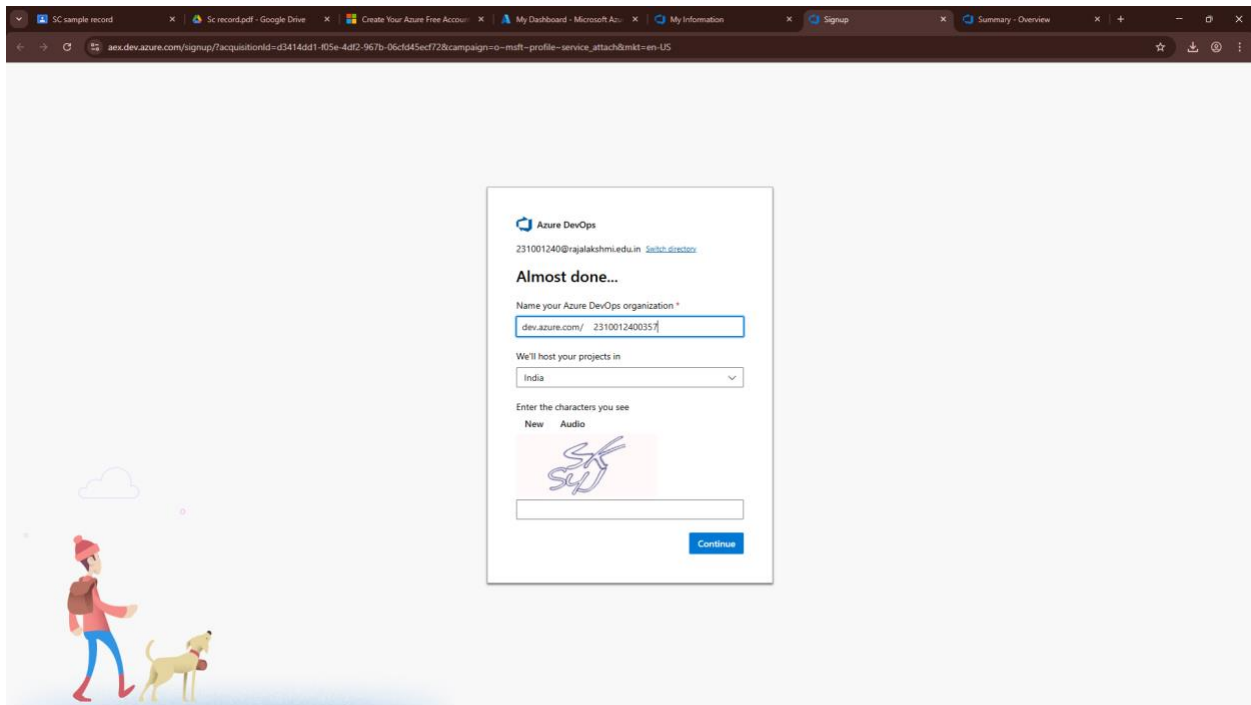 SC sample record
Sc record.pdf - Google Drive
Create Your Azure Free Accoun
My Dashboard - Microsoft Azu
My Information
Signup
Summary - Overview
aex.dev.azure.com/signup/?acquisitionId=d3414dd1-f05e-4df2-967b-06cfd45ecf72&campaign=o~msft~profile~service_attach&mkt=en-US
Azure DevOps
231001240@rajalakshmi.edu.in Switch directory
Almost done...
Name your Azure DevOps organization *
dev.azure.com/ 2310012400357
We'll host your projects in
India
Enter the characters you see
New Audio
Continue